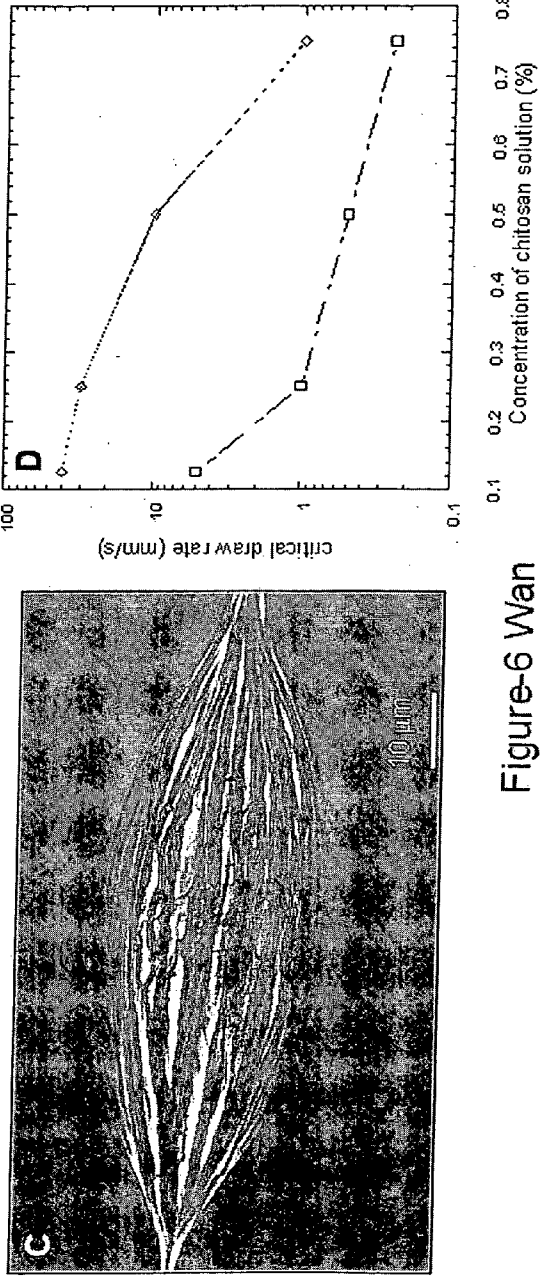 C
10 µm
D
critical draw rate (mm/s)
100
10
1
0.1
0.1
0.2
0.3
0.4
0.5
0.6
0.7
0.8
Concentration of chitosan solution (%)
Figure-6 Wan